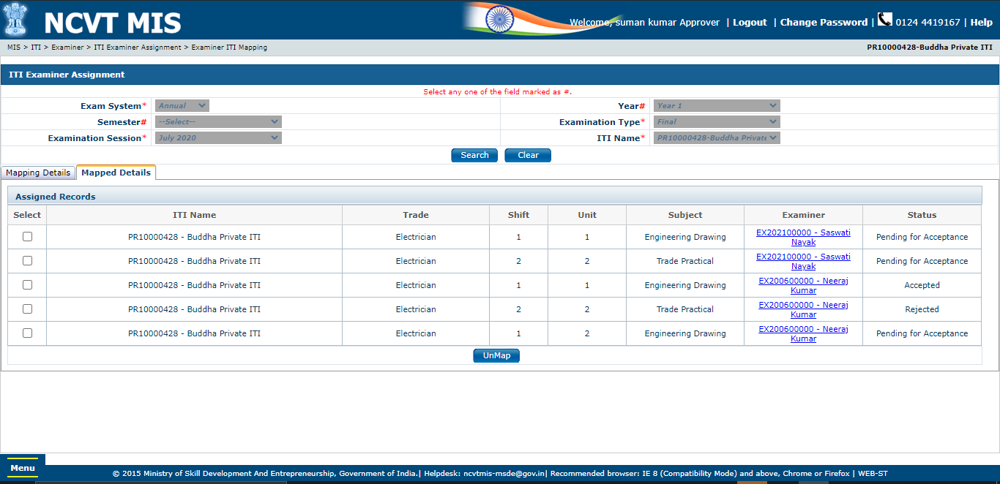 NCVT MIS
Welcome, suman kumar Approver | Logout | Change Password | 0124 4419167 | Help
MIS > ITI > Examiner > ITI Examiner Assignment > Examiner ITI Mapping
PR10000428-Buddha Private ITI
ITI Examiner Assignment
Select any one of the field marked as #.
Exam System* Annual Year# Year 1
Semester# --Select-- Examination Type* Final
Examination Session* July 2020 ITI Name* PR10000428-Buddha Private
Search Clear
Mapping Details Mapped Details
Assigned Records
Select ITI Name Trade Shift Unit Subject Examiner Status
PR10000428 - Buddha Private ITI Electrician 1 1 Engineering Drawing EX202100000 - Saswati Nayak Pending for Acceptance
PR10000428 - Buddha Private ITI Electrician 2 2 Trade Practical EX202100000 - Saswati Nayak Pending for Acceptance
PR10000428 - Buddha Private ITI Electrician 1 1 Engineering Drawing EX200600000 - Neeraj Kumar Accepted
PR10000428 - Buddha Private ITI Electrician 2 2 Trade Practical EX200600000 - Neeraj Kumar Rejected
PR10000428 - Buddha Private ITI Electrician 1 2 Engineering Drawing EX200600000 - Neeraj Kumar Pending for Acceptance
UnMap
Menu
© 2015 Ministry of Skill Development And Entrepreneurship, Government of India.| Helpdesk: ncvtmis-msde@gov.in| Recommended browser: IE 8 (Compatibility Mode) and above, Chrome or Firefox | WEB-ST